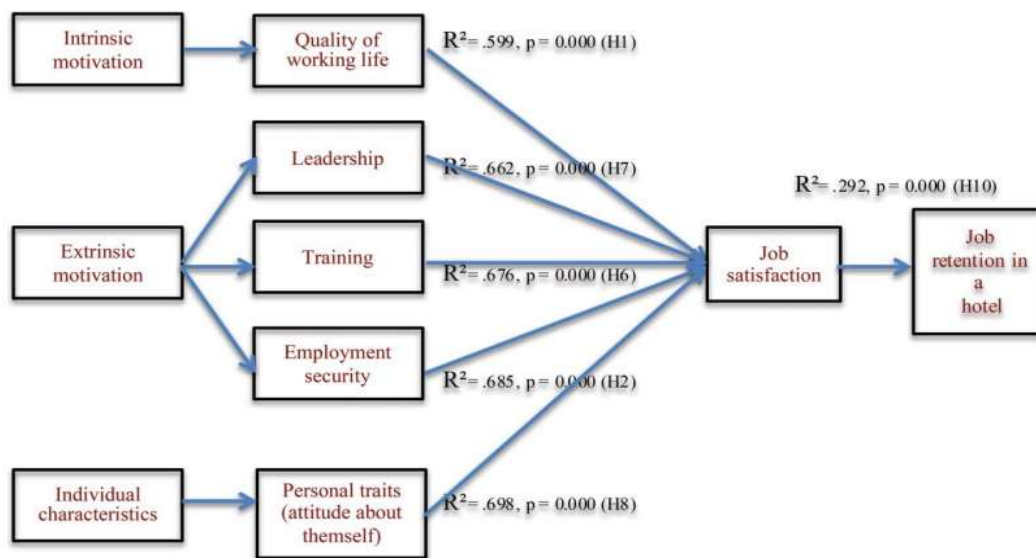 Intrinsic
motivation
Quality of
working life
R²= .599, p = 0.000 (H1)
Leadership
R²= .662, p = 0.000 (H7)
R²= .292, p = 0.000 (H10)
Extrinsic
motivation
Training
R²= .676, p = 0.000 (H6)
Job
satisfaction
Job
retention in
a
hotel
Employment
security
R²= .685, p = 0.000 (H2)
Individual
characteristics
Personal traits
(attitude about
themself)
R²= .698, p = 0.000 (H8)